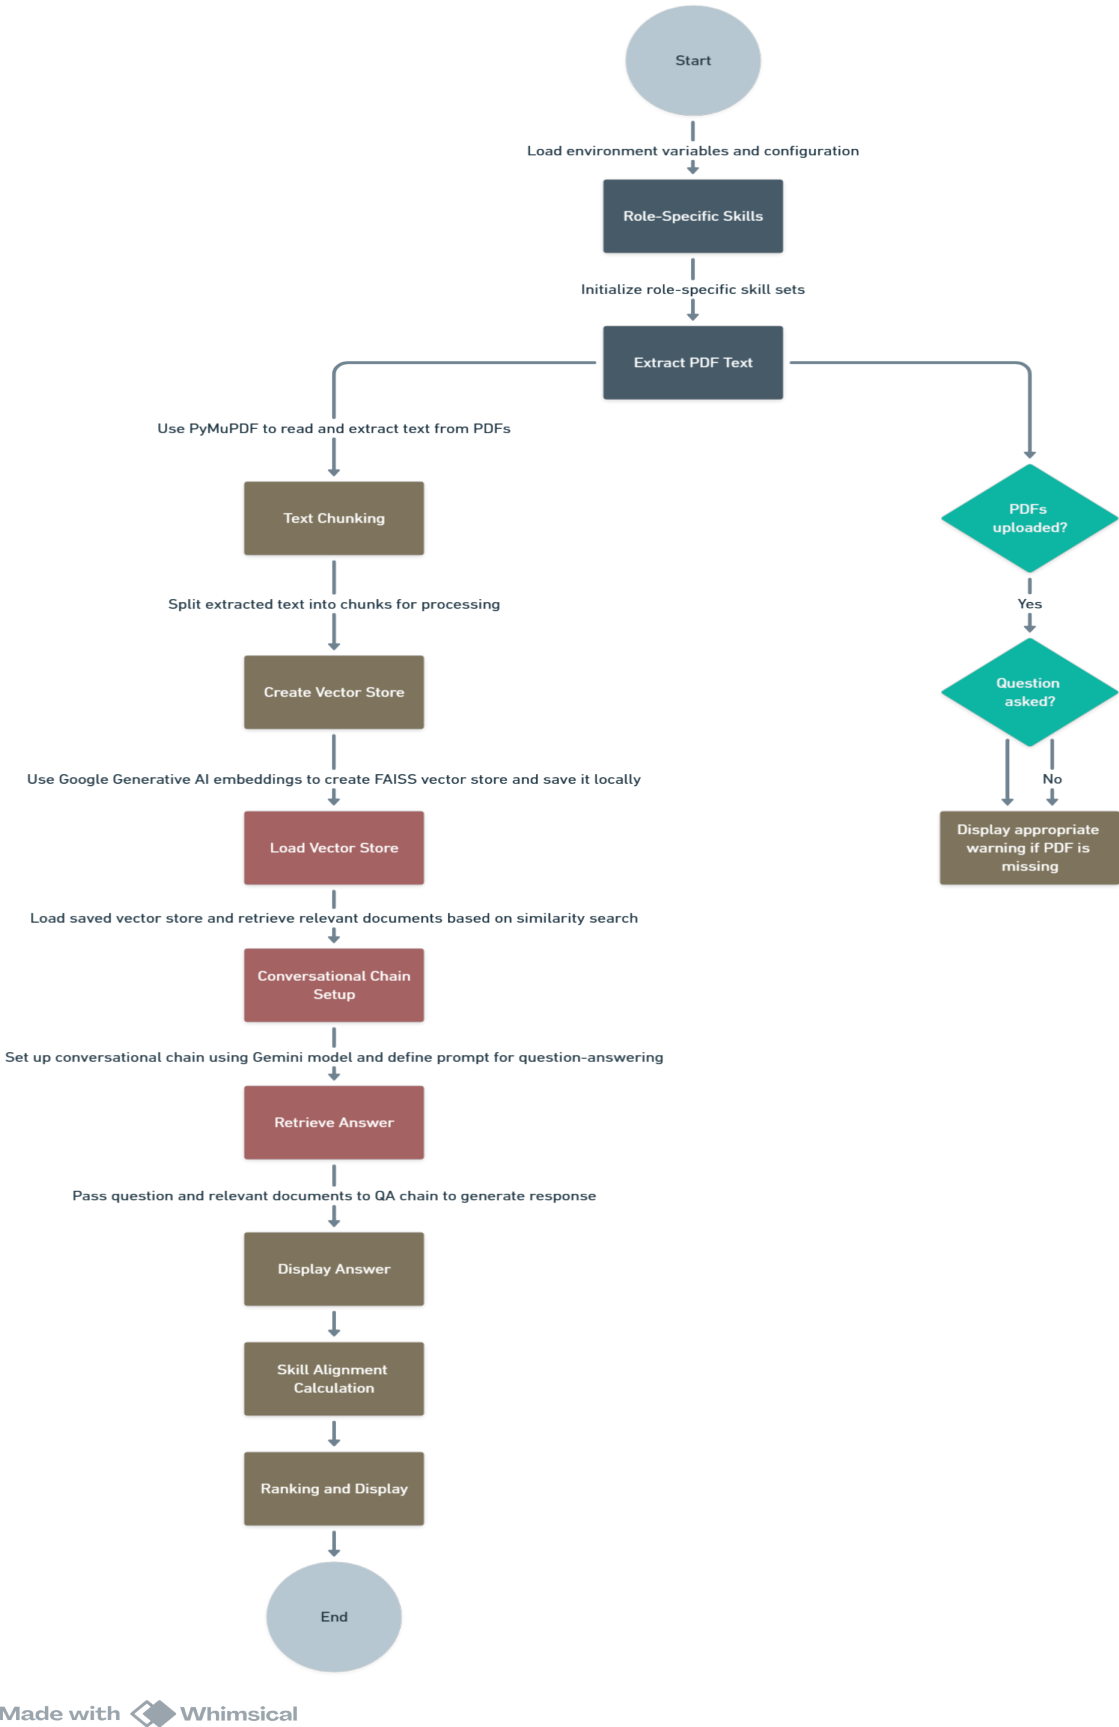 Start
Load environment variables and configuration
Role-Specific Skills
Initialize role-specific skill sets
Extract PDF Text
Use PyMuPDF to read and extract text from PDFs
Text Chunking
PDFs
uploaded?
Split extracted text into chunks for processing
Yes
Create Vector Store
Question
asked?
Use Google Generative AI embeddings to create FAISS vector store and save it locally
No
Load Vector Store
Display appropriate
warning if PDF is
missing
Load saved vector store and retrieve relevant documents based on similarity search
Conversational Chain
Setup
Set up conversational chain using Gemini model and define prompt for question-answering
Retrieve Answer
Pass question and relevant documents to QA chain to generate response
Display Answer
Skill Alignment
Calculation
Ranking and Display
End
Made with Whimsical